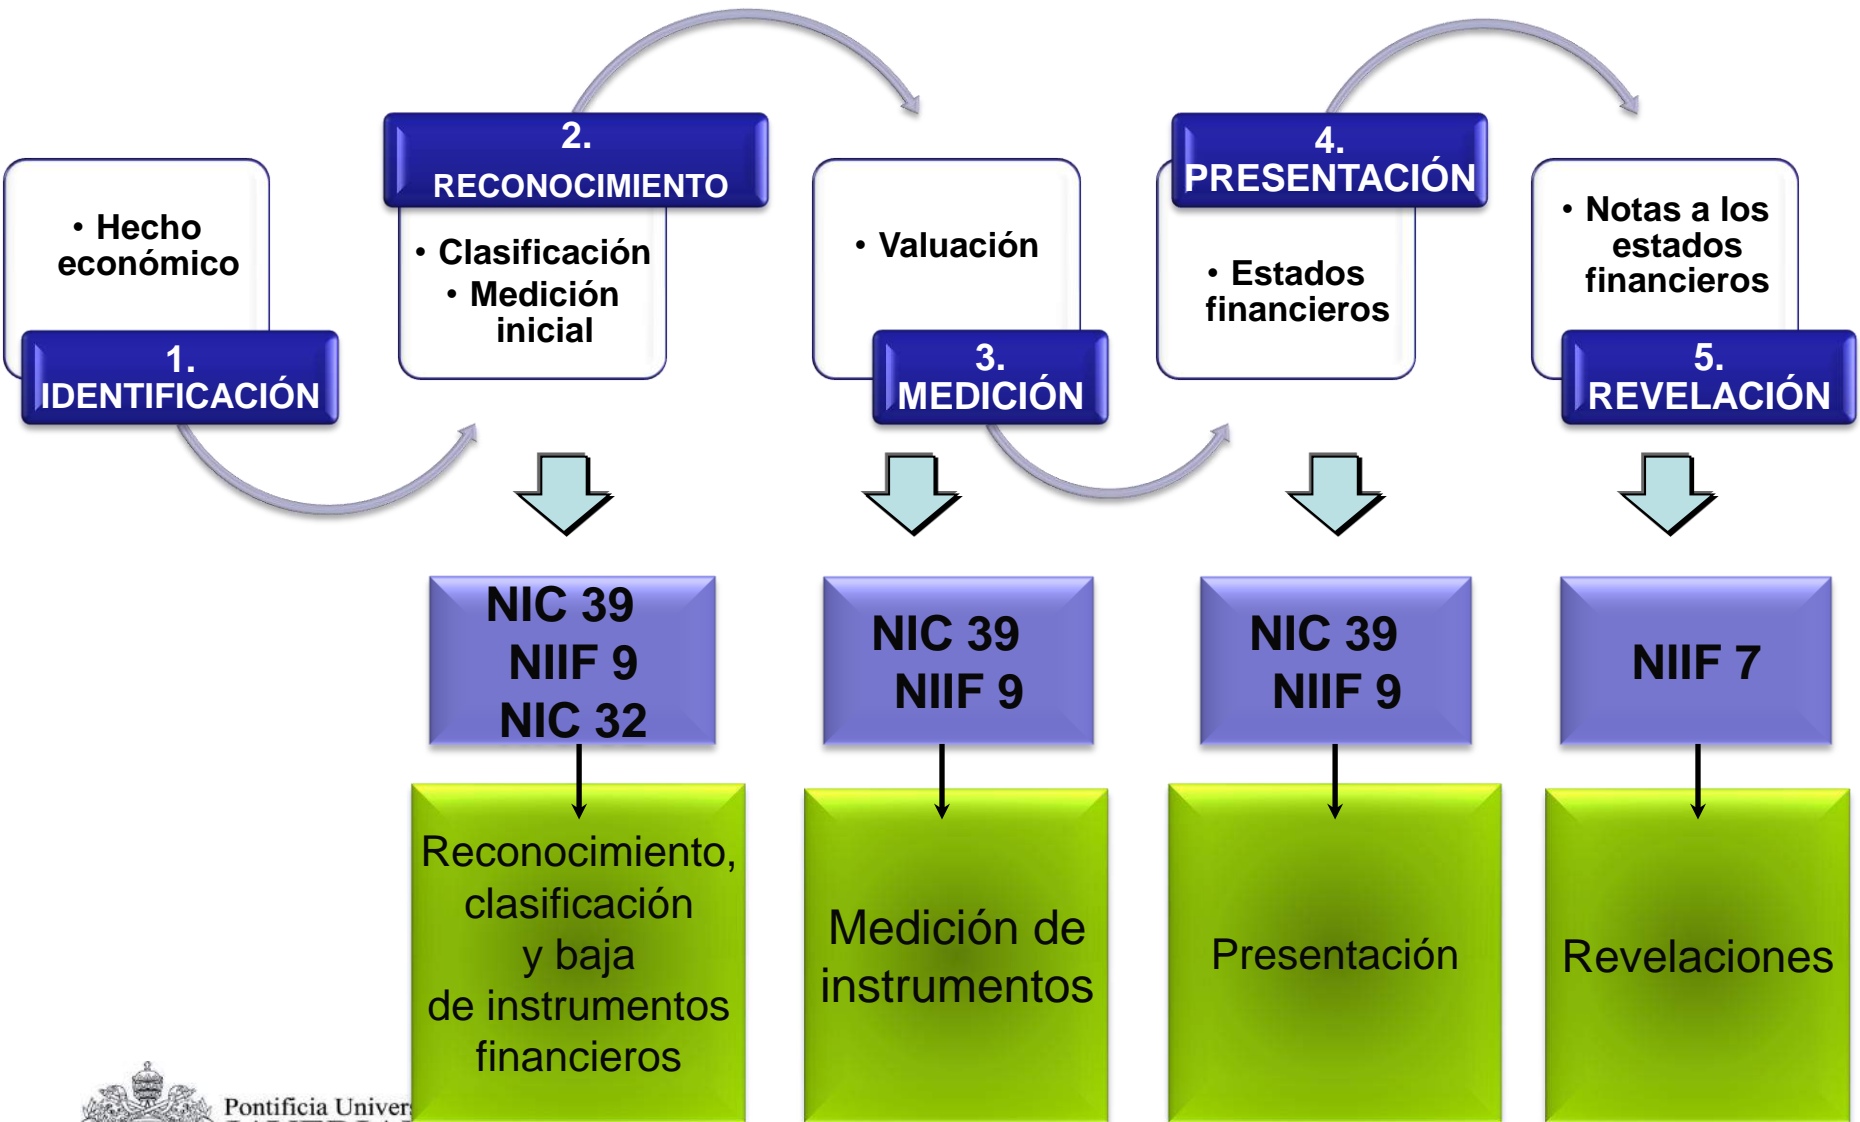 • Hecho
económico
1.
IDENTIFICACIÓN
2.
RECONOCIMIENTO
• Clasificación
• Medición
inicial
• Valuación
3.
MEDICIÓN
4.
PRESENTACIÓN
• Estados
financieros
• Notas a los
estados
financieros
5.
REVELACIÓN
NIC 39
NIIF 9
NIC 32
NIC 39
NIIF 9
NIC 39
NIIF 9
NIIF 7
Reconocimiento,
clasificación
y baja
de instrumentos
financieros
Medición de
instrumentos
Presentación
Revelaciones
Pontificia